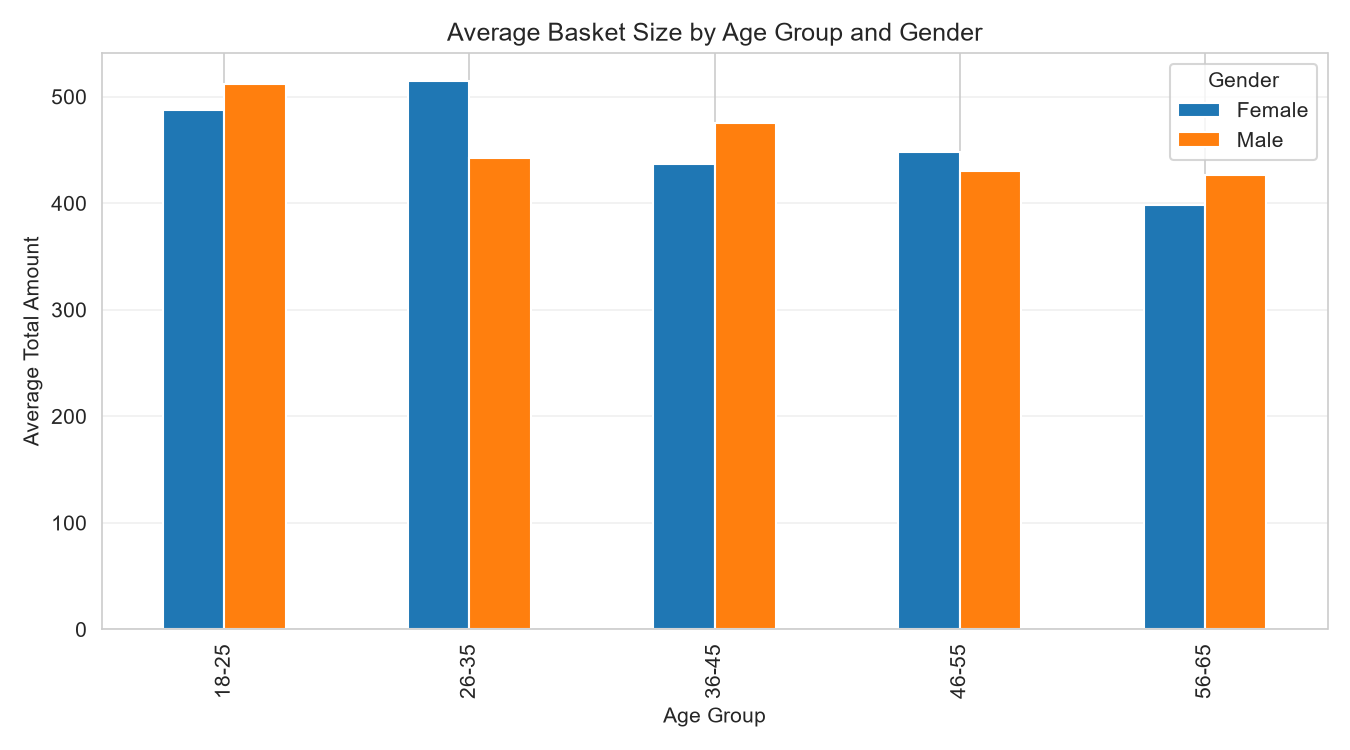 Average Basket Size by Age Group and Gender
Gender
Female
Male
Average Total Amount
500
400
300
200
100
0
18-25
26-35
36-45
46-55
56-65
Age Group